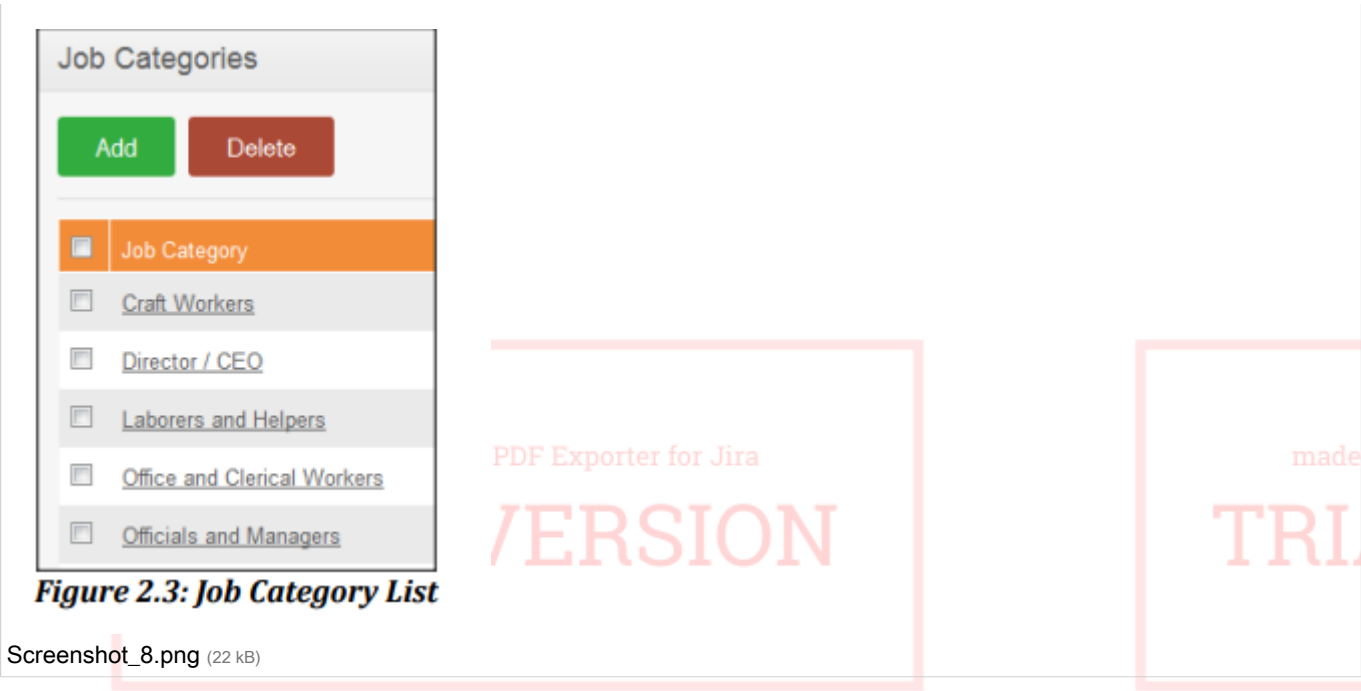 Job Categories
Add Delete
Job Category
Craft Workers
Director / CEO
Laborers and Helpers
Office and Clerical Workers
Officials and Managers
Figure 2.3: Job Category List
PDF Exporter for Jira
VERSION
made
TRI
Screenshot_8.png (22 kB)